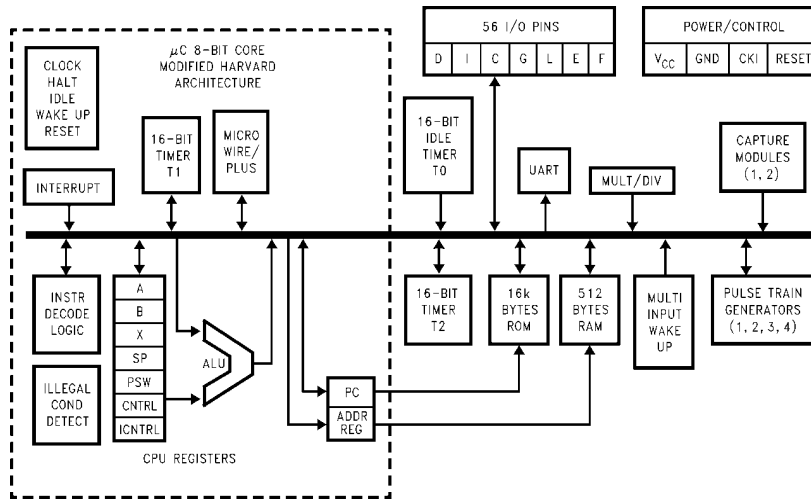 μC 8-BIT CORE
MODIFIED HARVARD
ARCHITECTURE
CLOCK
HALT
IDLE
WAKE UP
RESET
56 I/O PINS
D I C G L E F
POWER/CONTROL
VCC GND CKI RESET
INTERRUPT
16-BIT
TIMER
T1
MICRO
WIRE/
PLUS
16-BIT
IDLE
TIMER
T0
UART
MULT/DIV
CAPTURE
MODULES
(1, 2)
INSTR
DECODE
LOGIC
A
B
X
SP
PSW
CNTRL
ICNTRL
ALU
16-BIT
TIMER
T2
16k
BYTES
ROM
512
BYTES
RAM
MULTI
INPUT
WAKE
UP
PULSE TRAIN
GENERATORS
(1, 2, 3, 4)
ILLEGAL
COND
DETECT
PC
ADDR
REG
CPU REGISTERS